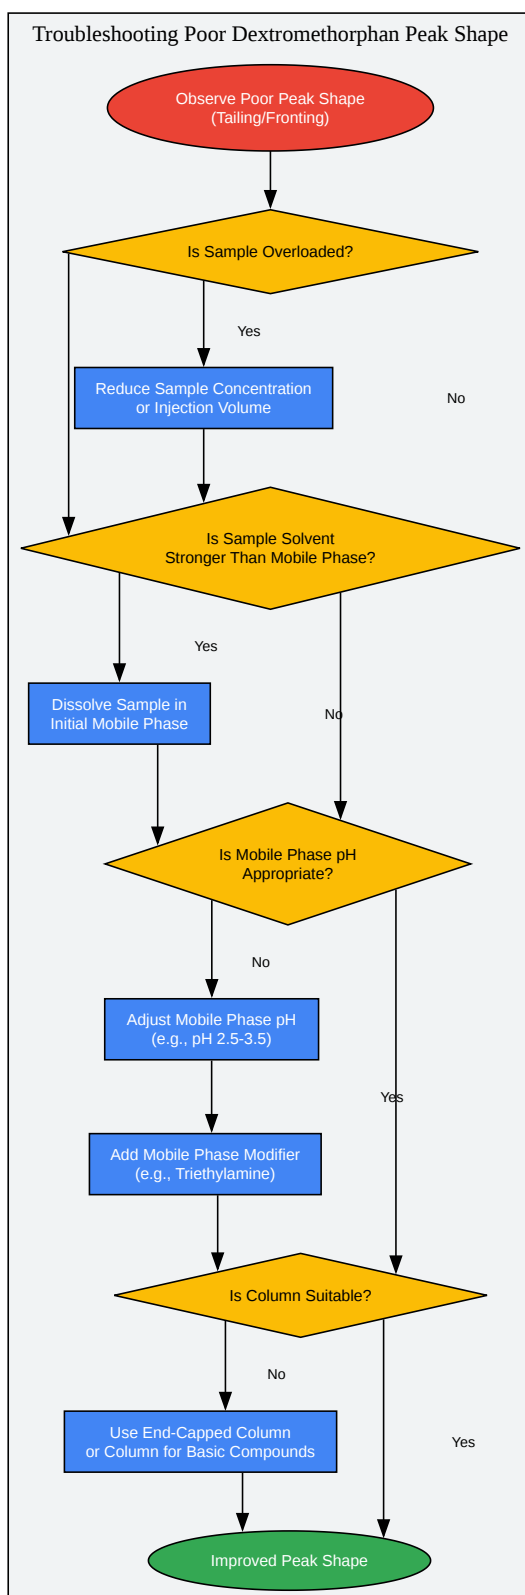 Troubleshooting Poor Dextromethorphan Peak Shape
Observe Poor Peak Shape
(Tailing/Fronting)
Is Sample Overloaded?
Yes
Reduce Sample Concentration
or Injection Volume
No
Is Sample Solvent
Stronger Than Mobile Phase?
Yes
Dissolve Sample in
Initial Mobile Phase
No
Is Mobile Phase pH
Appropriate?
No
Adjust Mobile Phase pH
(e.g., pH 2.5-3.5)
Yes
Add Mobile Phase Modifier
(e.g., Triethylamine)
Is Column Suitable?
No
Use End-Capped Column
or Column for Basic Compounds
Yes
Improved Peak Shape